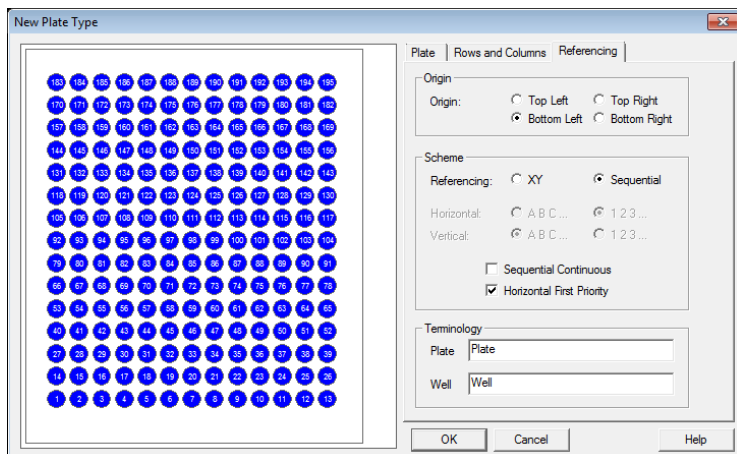 New Plate Type
Plate
Rows and Columns
Referencing
183 184 185 186 187 188 189 190 191 192 193 194 195
170 171 172 173 174 175 176 177 178 179 180 181 182
157 158 159 160 161 162 163 164 165 166 167 168 169
144 145 146 147 148 149 150 151 152 153 154 155 156
131 132 133 134 135 136 137 138 139 140 141 142 143
118 119 120 121 122 123 124 125 126 127 128 129 130
105 106 107 108 109 110 111 112 113 114 115 116 117
92 93 94 95 96 97 98 99 100 101 102 103 104
79 80 81 82 83 84 85 86 87 88 89 90 91
66 67 68 69 70 71 72 73 74 75 76 77 78
53 54 55 56 57 58 59 60 61 62 63 64 65
40 41 42 43 44 45 46 47 48 49 50 51 52
27 28 29 30 31 32 33 34 35 36 37 38 39
14 15 16 17 18 19 20 21 22 23 24 25 26
1 2 3 4 5 6 7 8 9 10 11 12 13
Origin
Origin: Top Left Top Right
Bottom Left Bottom Right
Scheme
Referencing: XY Sequential
Horizontal: A B C ... 1 2 3 ...
Vertical: A B C ... 1 2 3 ...
Sequential Continuous
Horizontal First Priority
Terminology
Plate Plate
Well Well
OK Cancel Help